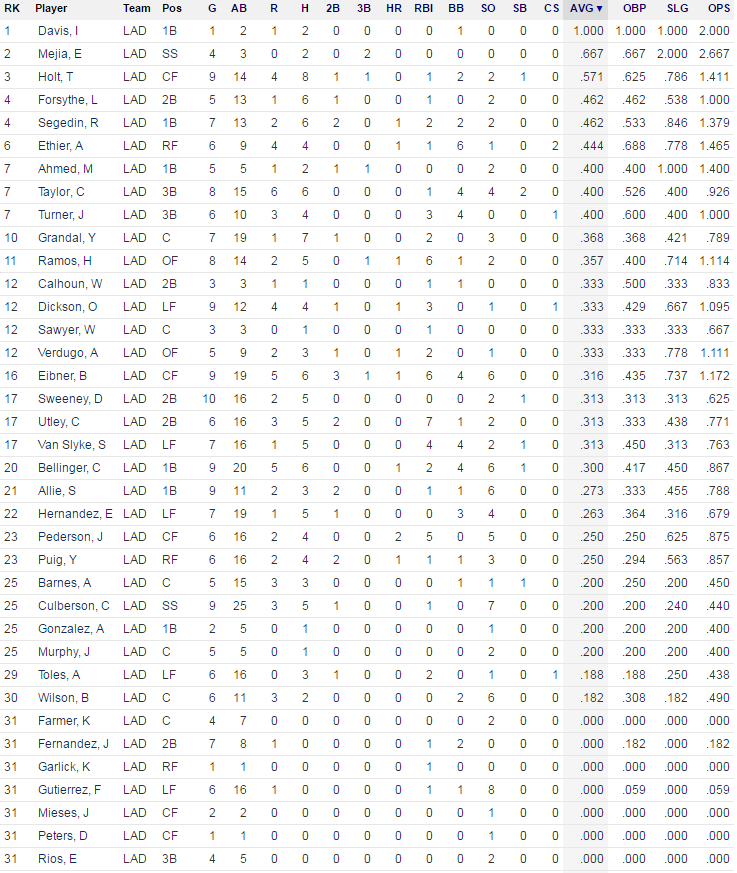 RK Player Team Pos G AB R H 2B 3B HR RBI BB SO SB CS AVG▼ OBP SLG OPS
1 Davis, I LAD 1B 1 2 1 2 0 0 0 0 1 0 0 0 1.000 1.000 1.000 2.000
2 Mejia, E LAD SS 4 3 0 2 0 2 0 0 0 0 0 0 .667 .667 2.000 2.667
3 Holt, T LAD CF 9 14 4 8 1 1 0 1 2 2 1 0 .571 .625 .786 1.411
4 Forsythe, L LAD 2B 5 13 1 6 1 0 0 1 0 2 0 0 .462 .462 .538 1.000
4 Segedin, R LAD 1B 7 13 2 6 2 0 1 2 2 2 0 0 .462 .533 .846 1.379
6 Ethier, A LAD RF 6 9 4 4 0 0 1 1 6 1 0 2 .444 .688 .778 1.465
7 Ahmed, M LAD 1B 5 5 1 2 1 1 0 0 0 2 0 0 .400 .400 1.000 1.400
7 Taylor, C LAD 3B 8 15 6 6 0 0 0 1 4 4 2 0 .400 .526 .400 .926
7 Turner, J LAD 3B 6 10 3 4 0 0 0 3 4 0 0 1 .400 .600 .400 1.000
10 Grandal, Y LAD C 7 19 1 7 1 0 0 2 0 3 0 0 .368 .368 .421 .789
11 Ramos, H LAD OF 8 14 2 5 0 1 1 6 1 2 0 0 .357 .400 .714 1.114
12 Calhoun, W LAD 2B 3 3 1 1 0 0 0 1 1 0 0 0 .333 .500 .333 .833
12 Dickson, O LAD LF 9 12 4 4 1 0 1 3 0 1 0 1 .333 .429 .667 1.095
12 Sawyer, W LAD C 3 3 0 1 0 0 0 1 0 0 0 0 .333 .333 .333 .667
12 Verdugo, A LAD OF 5 9 2 3 1 0 1 2 0 1 0 0 .333 .333 .778 1.111
16 Eibner, B LAD CF 9 19 5 6 3 1 1 6 4 6 0 0 .316 .435 .737 1.172
17 Sweeney, D LAD 2B 10 16 2 5 0 0 0 0 0 2 1 0 .313 .313 .313 .625
17 Utley, C LAD 2B 6 16 3 5 2 0 0 7 1 2 0 0 .313 .333 .438 .771
17 Van Slyke, S LAD LF 7 16 1 5 0 0 0 4 4 2 1 0 .313 .450 .313 .763
20 Bellinger, C LAD 1B 9 20 5 6 0 0 1 2 4 6 1 0 .300 .417 .450 .867
21 Allie, S LAD 1B 9 11 2 3 2 0 0 1 1 6 0 0 .273 .333 .455 .788
22 Hernandez, E LAD LF 7 19 1 5 1 0 0 0 3 4 0 0 .263 .364 .316 .679
23 Pederson, J LAD CF 6 16 2 4 0 0 2 5 0 5 0 0 .250 .250 .625 .875
23 Puig, Y LAD RF 6 16 2 4 2 0 1 1 1 3 0 0 .250 .294 .563 .857
25 Barnes, A LAD C 5 15 3 3 0 0 0 0 1 1 1 0 .200 .250 .200 .450
25 Culberson, C LAD SS 9 25 3 5 1 0 0 1 0 7 0 0 .200 .200 .240 .440
25 Gonzalez, A LAD 1B 2 5 0 1 0 0 0 0 0 1 0 0 .200 .200 .200 .400
25 Murphy, J LAD C 5 5 0 1 0 0 0 0 0 2 0 0 .200 .200 .200 .400
29 Toles, A LAD LF 6 16 0 3 1 0 0 2 0 1 0 1 .188 .188 .250 .438
30 Wilson, B LAD C 6 11 3 2 0 0 0 0 2 6 0 0 .182 .308 .182 .490
31 Farmer, K LAD C 4 7 0 0 0 0 0 0 0 2 0 0 .000 .000 .000 .000
31 Fernandez, J LAD 2B 7 8 1 0 0 0 0 1 2 0 0 0 .000 .182 .000 .182
31 Garlick, K LAD RF 1 1 0 0 0 0 0 1 0 0 0 0 .000 .000 .000 .000
31 Gutierrez, F LAD LF 6 16 1 0 0 0 0 1 1 8 0 0 .000 .059 .000 .059
31 Mieses, J LAD CF 2 2 0 0 0 0 0 0 0 1 0 0 .000 .000 .000 .000
31 Peters, D LAD CF 1 1 0 0 0 0 0 0 0 1 0 0 .000 .000 .000 .000
31 Rios, E LAD 3B 4 5 0 0 0 0 0 0 0 2 0 0 .000 .000 .000 .000